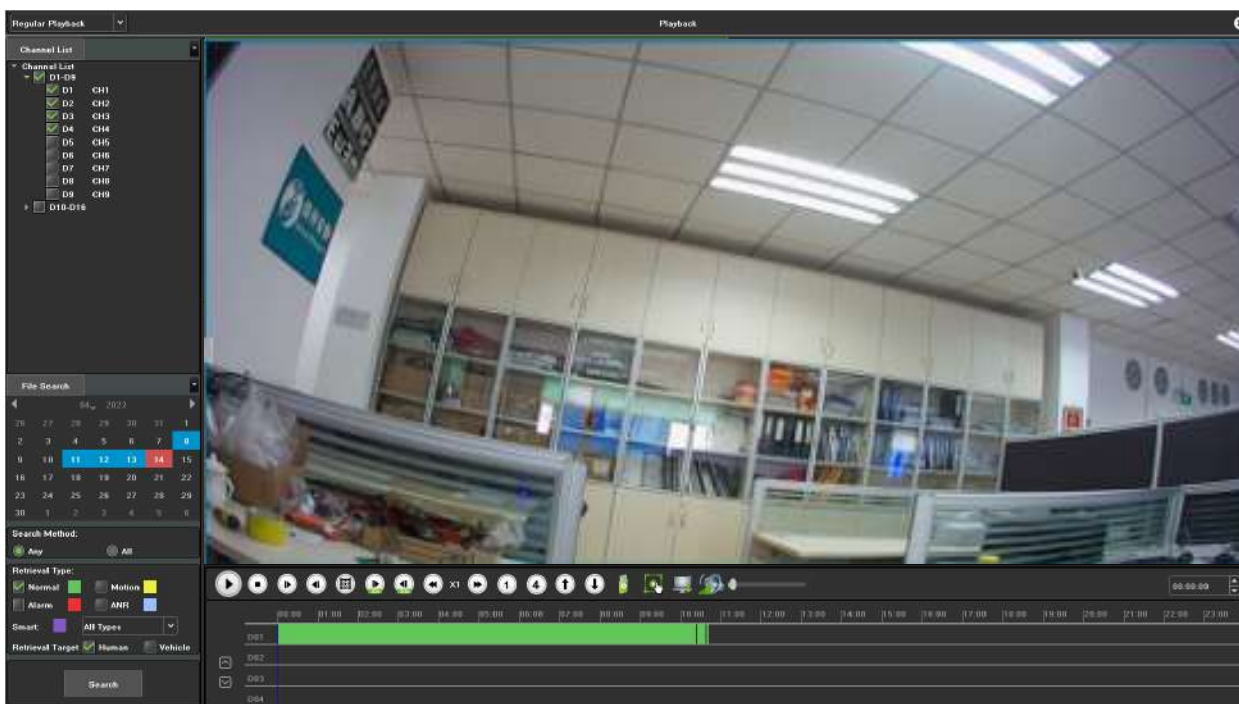 Regular Playback
Playback
Channel List
Channel List
D1-D9
D1 CH1
D2 CH2
D3 CH3
D4 CH4
D5 CH5
D6 CH6
D7 CH7
D8 CH8
D9 CH9
D10-D16
File Search
04 2023
26 27 28 29 30 31 1
2 3 4 5 6 7 8
9 10 11 12 13 14 15
16 17 18 19 20 21 22
23 24 25 26 27 28 29
30 1 2 3 4 5 6
Search Method:
Any All
Retrieval Type:
Normal Motion
Alarm ANR
Smart: All Types
Retrieval Target Human Vehicle
Search
X1 1 4 00:00:00
00:00 01:00 02:00 03:00 04:00 05:00 06:00 07:00 08:00 09:00 10:00 11:00 12:00 13:00 14:00 15:00 16:00 17:00 18:00 19:00 20:00 21:00 22:00 23:00
D01
D02
D03
D04